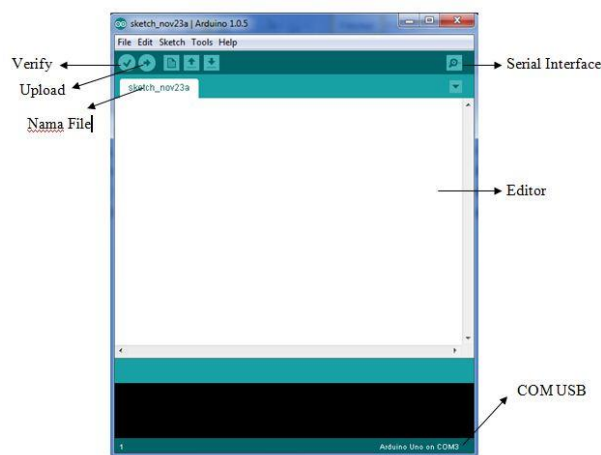 sketch_nov23a | Arduino 1.0.5
File Edit Sketch Tools Help
Verify
Serial Interface
Upload
sketch_nov23a
Nama File
Editor
COM USB
1
Arduino Uno on COM3